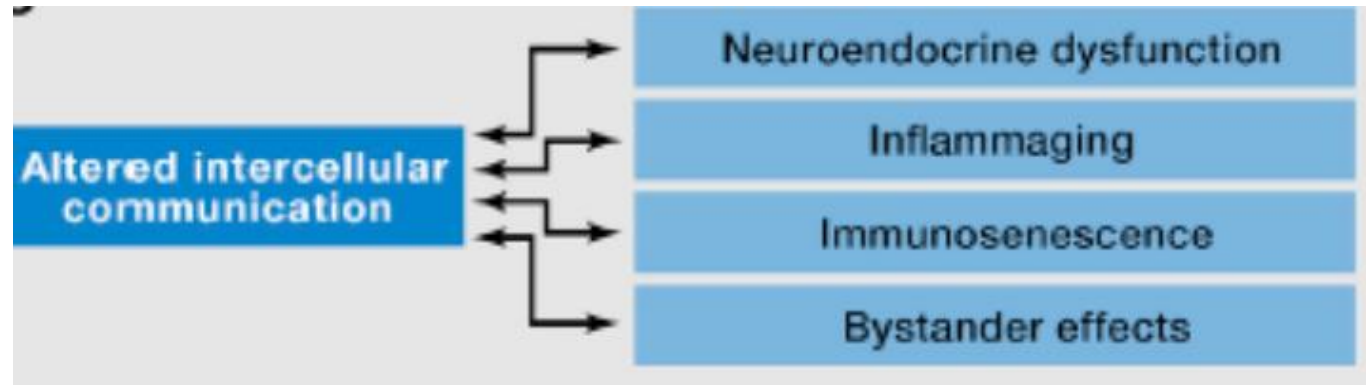 Altered intercellular
communication
Neuroendocrine dysfunction
Inflammaging
Immunosenescence
Bystander effects